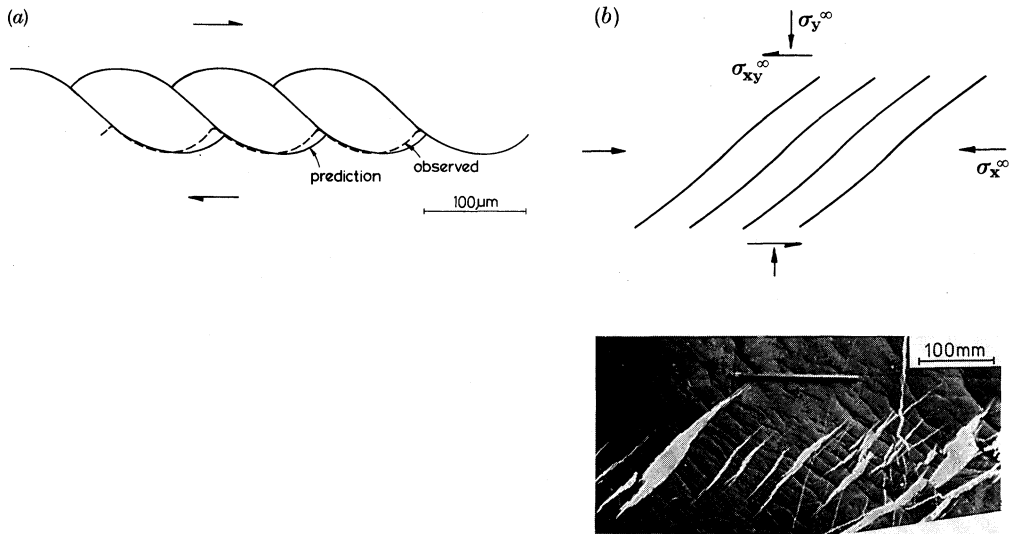 (a)
prediction
observed
100μm
(b)
σy∞
σxy∞
σx∞
100mm